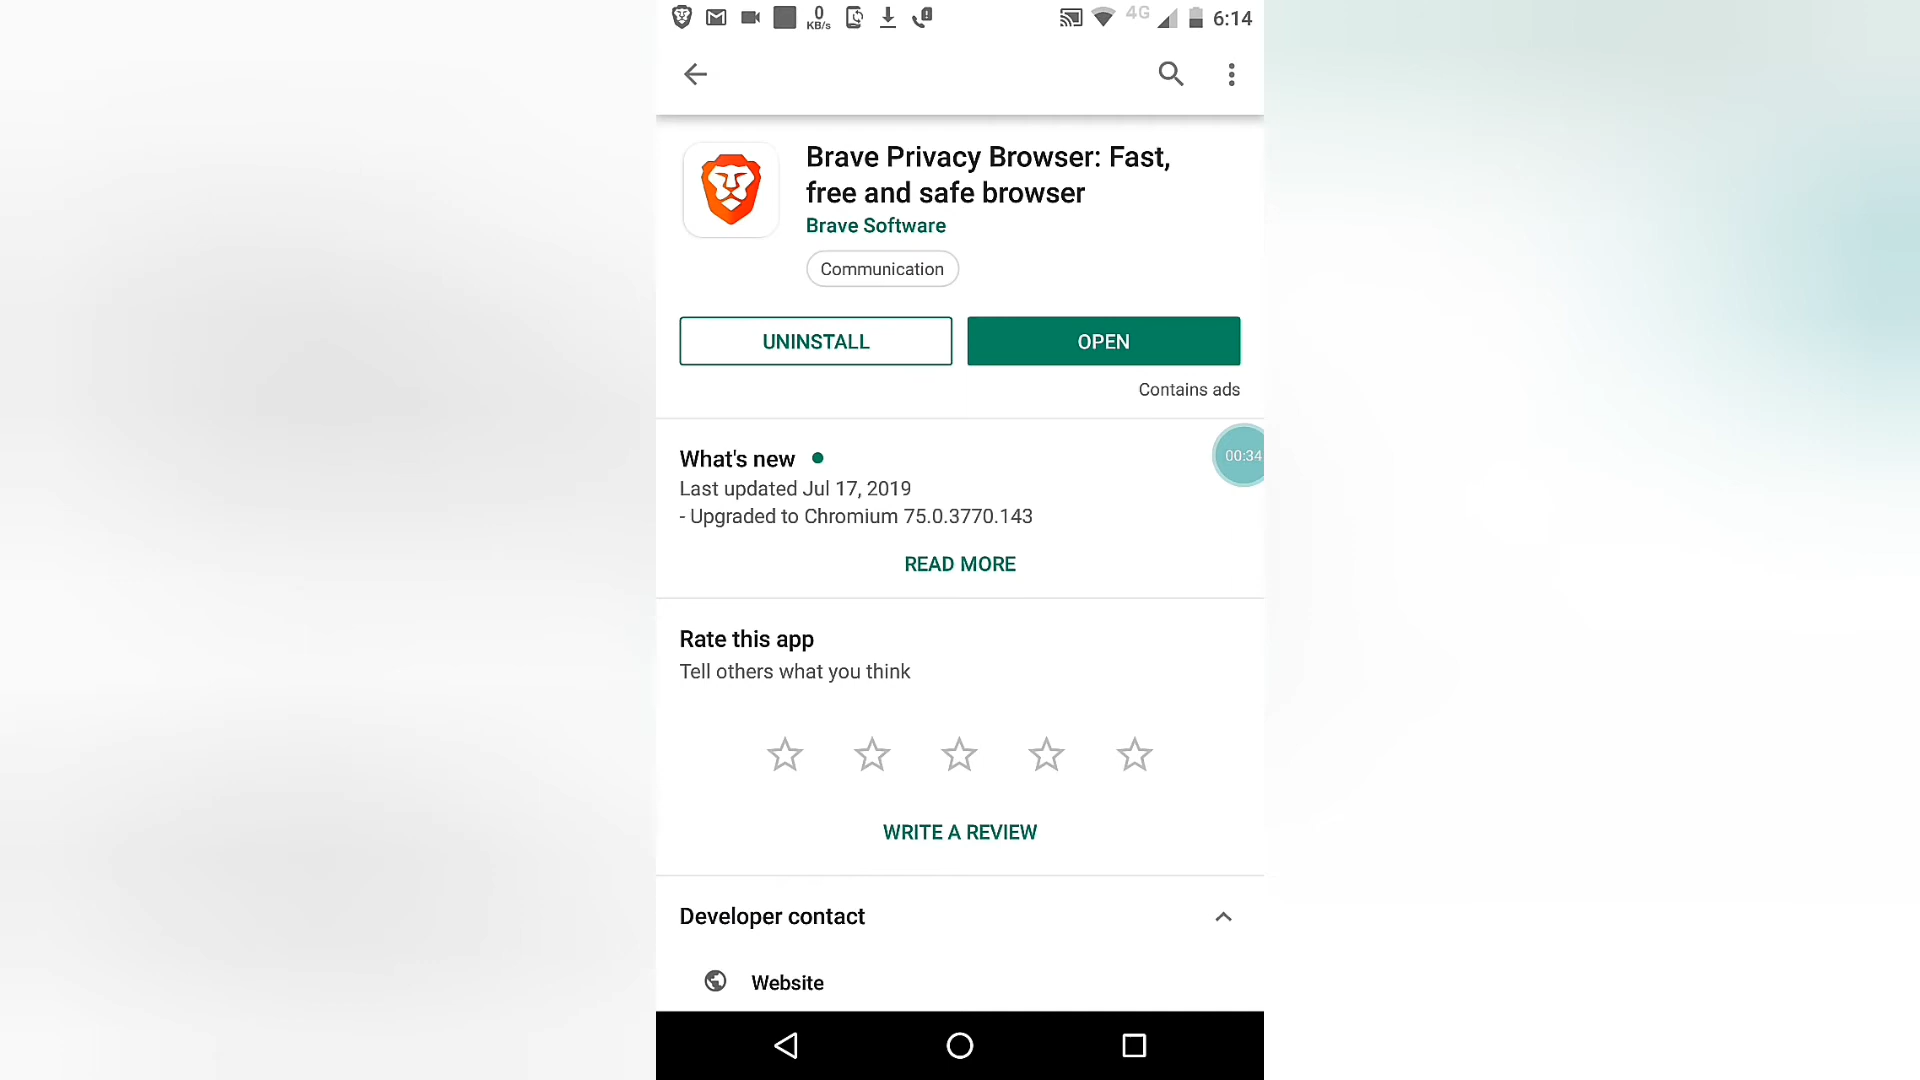 0
KB/s
4G
6:14
Brave Privacy Browser: Fast,
free and safe browser
Brave Software
Communication
UNINSTALL
OPEN
Contains ads
What's new
00:34
Last updated Jul 17, 2019
- Upgraded to Chromium 75.0.3770.143
READ MORE
Rate this app
Tell others what you think
WRITE A REVIEW
Developer contact
Website